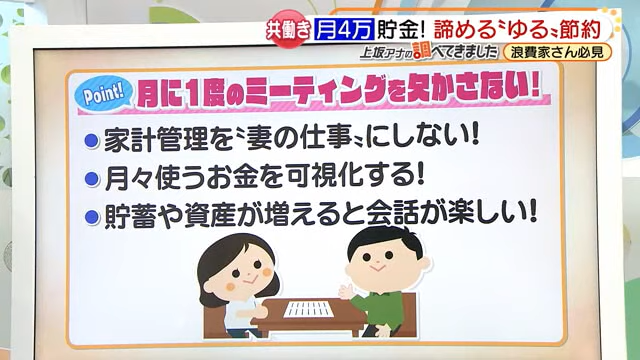 共働き 月4万貯金! 諦める〝ゆる〟節約
上坂アナの調べてきました 浪費家さん必見
Point! 月に1度のミーティングを欠かさない!
●家計管理を〝妻の仕事〟にしない!
●月々使うお金を可視化する!
●貯蓄や資産が増えると会話が楽しい!